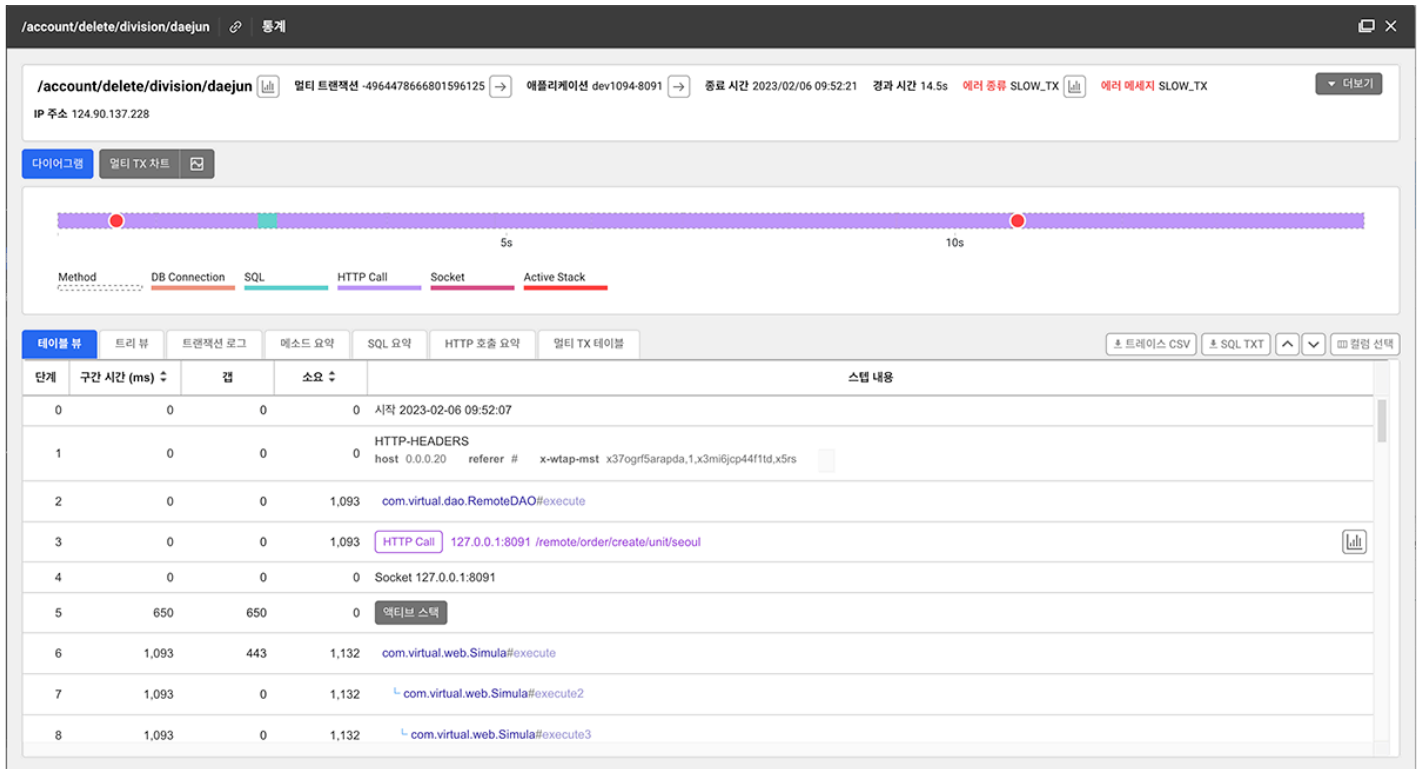 /account/delete/division/daejun 통계
/account/delete/division/daejun 멀티 트랜잭션 -4964478666801596125 애플리케이션 dev1094-8091 종료 시간 2023/02/06 09:52:21 경과 시간 14.5s 에러 종류 SLOW_TX 에러 메세지 SLOW_TX 더보기
IP 주소 124.90.137.228
다이어그램 멀티 TX 차트
5s 10s
Method DB Connection SQL HTTP Call Socket Active Stack
테이블 뷰 트리 뷰 트랜잭션 로그 메소드 요약 SQL 요약 HTTP 호출 요약 멀티 TX 테이블 트레이스 CSV SQL TXT 컬럼 선택
단계 구간 시간 (ms) 갭 소요 스텝 내용
0 0 0 0 시작 2023-02-06 09:52:07
1 0 0 0 HTTP-HEADERS
host 0.0.0.20 referer # x-wtap-mst x37ogrf5arapda,1,x3mi6jcp44f1td,x5rs
2 0 0 1,093 com.virtual.dao.RemoteDAO#execute
3 0 0 1,093 HTTP Call 127.0.0.1:8091 /remote/order/create/unit/seoul
4 0 0 0 Socket 127.0.0.1:8091
5 650 650 0 액티브 스택
6 1,093 443 1,132 com.virtual.web.Simula#execute
7 1,093 0 1,132 com.virtual.web.Simula#execute2
8 1,093 0 1,132 com.virtual.web.Simula#execute3